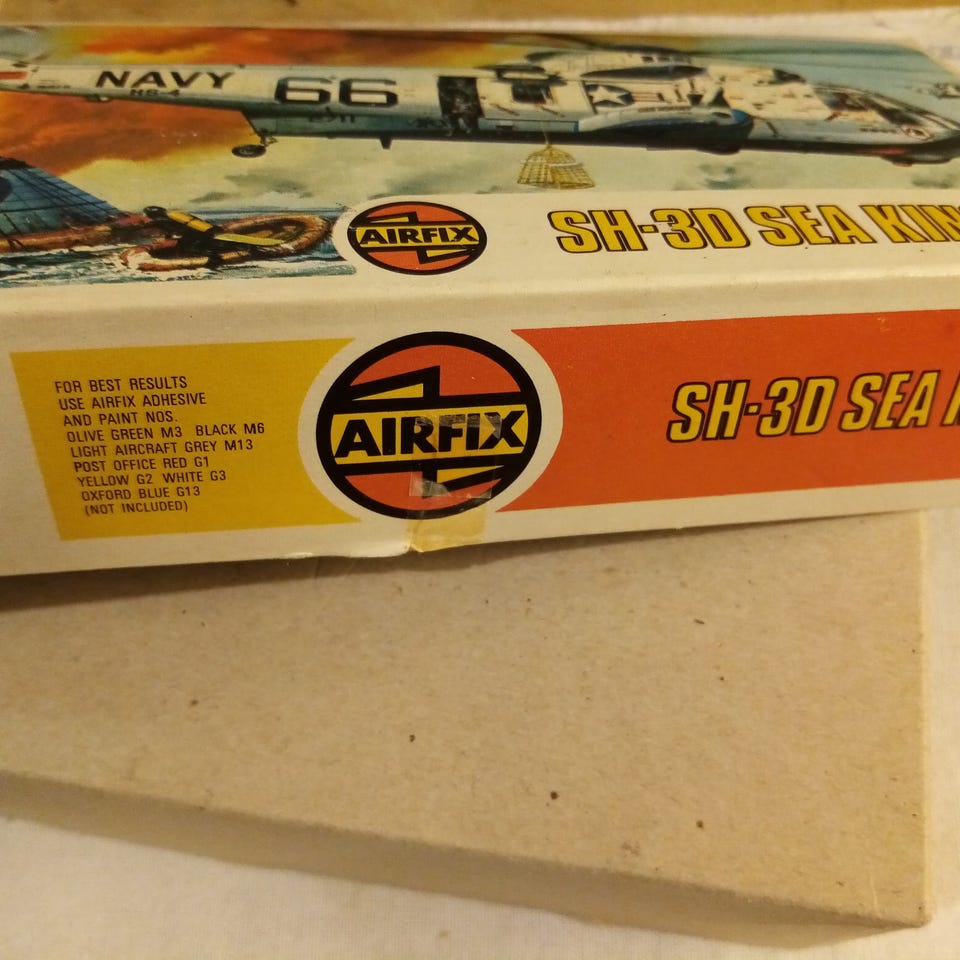 NAVY
HS-4
66
AIRFIX
SH-3D SEA KIN
FOR BEST RESULTS
USE AIRFIX ADHESIVE
AND PAINT NOS.
OLIVE GREEN M3 BLACK M6
LIGHT AIRCRAFT GREY M13
POST OFFICE RED G1
YELLOW G2 WHITE G3
OXFORD BLUE G13
(NOT INCLUDED)
AIRFIX
SH-3D SEA